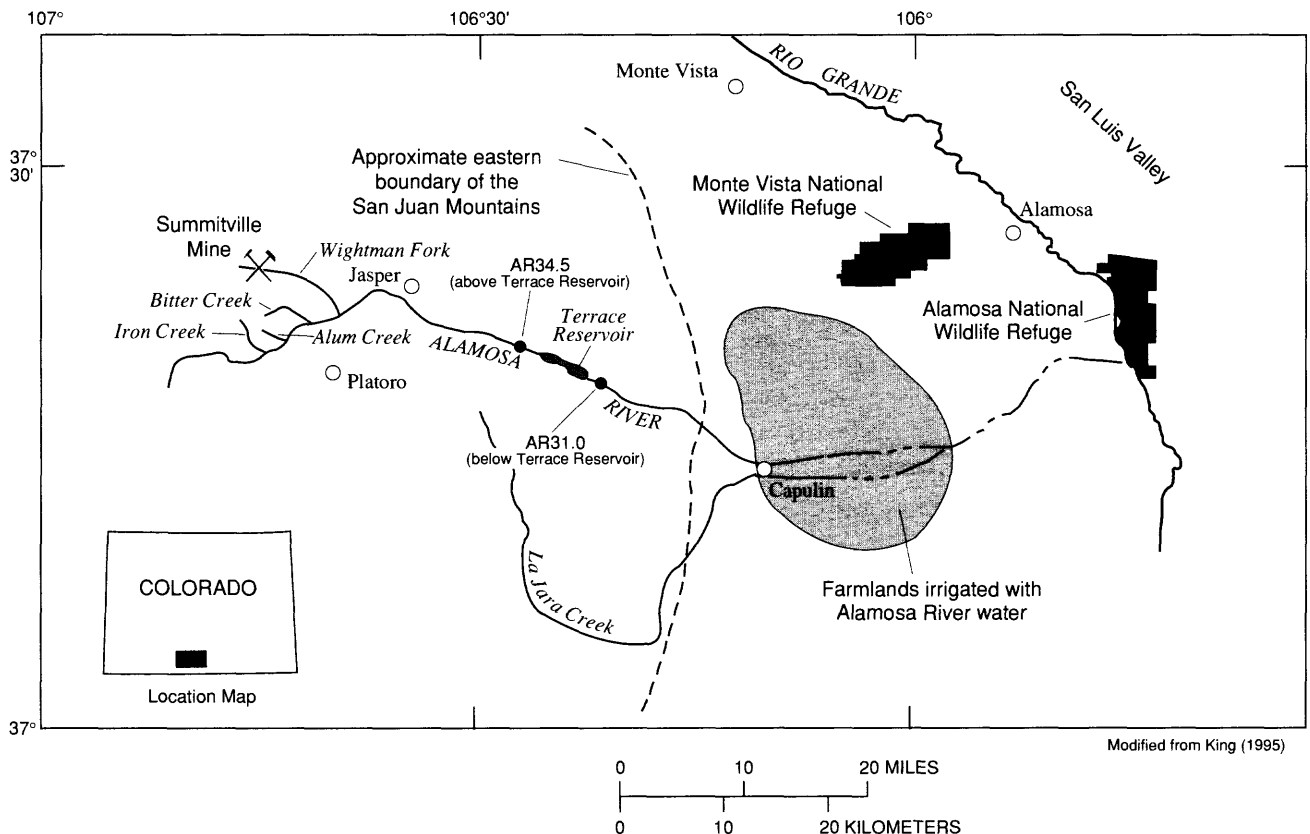 107°
106°30'
106°
Monte Vista
RIO GRANDE
San Luis Valley
37°
30'
Approximate eastern
boundary of the
San Juan Mountains
Monte Vista National
Wildlife Refuge
Alamosa
Summitville
Mine
Wightman Fork
Jasper
AR34.5
(above Terrace Reservoir)
Bitter Creek
Iron Creek
Alum Creek
Terrace
Reservoir
Alamosa National
Wildlife Refuge
ALAMOSA
RIVER
Platoro
AR31.0
(below Terrace Reservoir)
Capulin
La Jara Creek
COLORADO
Farmlands irrigated with
Alamosa River water
Location Map
37°
Modified from King (1995)
0 10 20 MILES
0 10 20 KILOMETERS